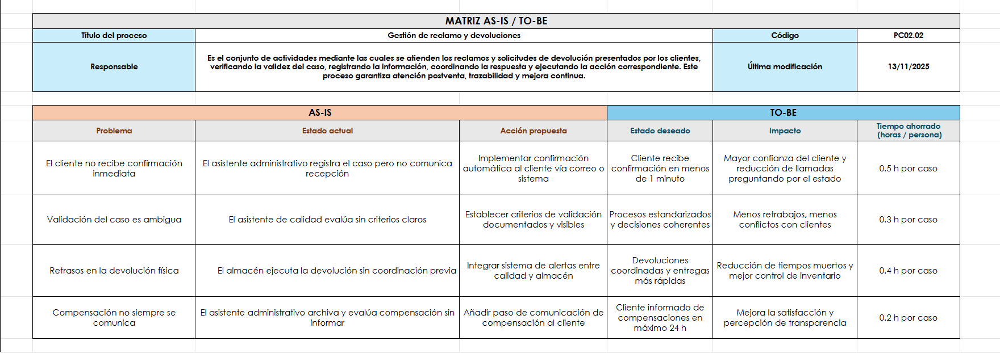 MATRIZ AS-IS / TO-BE
Título del proceso
Gestión de reclamo y devoluciones
Código
PC02.02
Responsable
Es el conjunto de actividades mediante las cuales se atienden los reclamos y solicitudes de devolución presentados por los clientes,
verificando la validez del caso, registrando la información, coordinando la respuesta y ejecutando la acción correspondiente. Este
proceso garantiza atención postventa, trazabilidad y mejora continua.
Última modificación
13/11/2025
AS-IS
TO-BE
Problema
Estado actual
Acción propuesta
Estado deseado
Impacto
Tiempo ahorrado
(horas / persona)
El cliente no recibe confirmación
inmediata
El asistente administrativo registra el caso pero no comunica
recepción
Implementar confirmación
automática al cliente vía correo o
sistema
Cliente recibe
confirmación en menos
de 1 minuto
Mayor confianza del cliente y
reducción de llamadas
preguntando por el estado
0.5 h por caso
Validación del caso es ambigua
El asistente de calidad evalúa sin criterios claros
Establecer criterios de validación
documentados y visibles
Procesos estandarizados
y decisiones coherentes
Menos retrabajos, menos
conflictos con clientes
0.3 h por caso
Retrasos en la devolución física
El almacén ejecuta la devolución sin coordinación previa
Integrar sistema de alertas entre
calidad y almacén
Devoluciones
coordinadas y entregas
más rápidas
Reducción de tiempos muertos y
mejor control de inventario
0.4 h por caso
Compensación no siempre se
comunica
El asistente administrativo archiva y evalúa compensación sin
informar
Añadir paso de comunicación de
compensación al cliente
Cliente informado de
compensaciones en
máximo 24 h
Mejora la satisfacción y
percepción de transparencia
0.2 h por caso